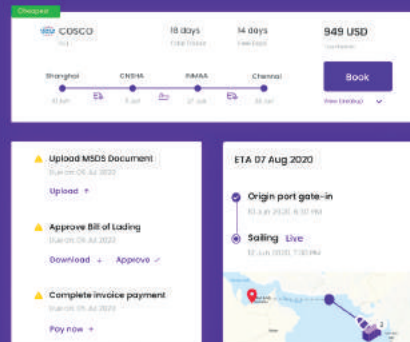 Cheapest
COSCO
18 days
14 days
949 USD
Shanghai
CNSHA
INMAA
Chennai
Book
Upload MSDS Document
Due on: 05 Jul 2020
Upload
Approve Bill of Lading
Due on: 05 Jul 2020
Download
Approve
Complete invoice payment
Due on: 05 Jul 2020
Pay now
ETA 07 Aug 2020
Origin port gate-in
Sailing Live